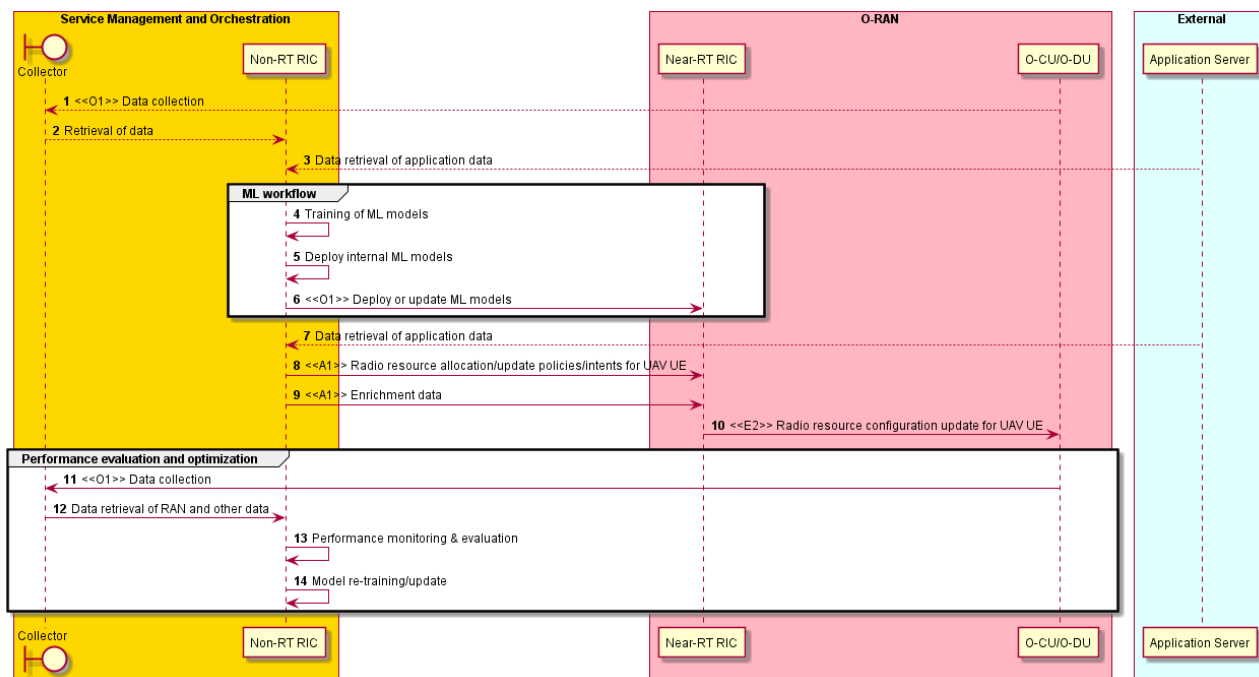 Service Management and Orchestration
O-RAN
External
Collector
Non-RT RIC
Near-RT RIC
O-CU/O-DU
Application Server
1 <<O1>> Data collection
2 Retrieval of data
3 Data retrieval of application data
ML workflow
4 Training of ML models
5 Deploy internal ML models
6 <<O1>> Deploy or update ML models
7 Data retrieval of application data
8 <<A1>> Radio resource allocation/update policies/intents for UAV UE
9 <<A1>> Enrichment data
10 <<E2>> Radio resource configuration update for UAV UE
Performance evaluation and optimization
11 <<O1>> Data collection
12 Data retrieval of RAN and other data
13 Performance monitoring & evaluation
14 Model re-training/update
Collector
Non-RT RIC
Near-RT RIC
O-CU/O-DU
Application Server